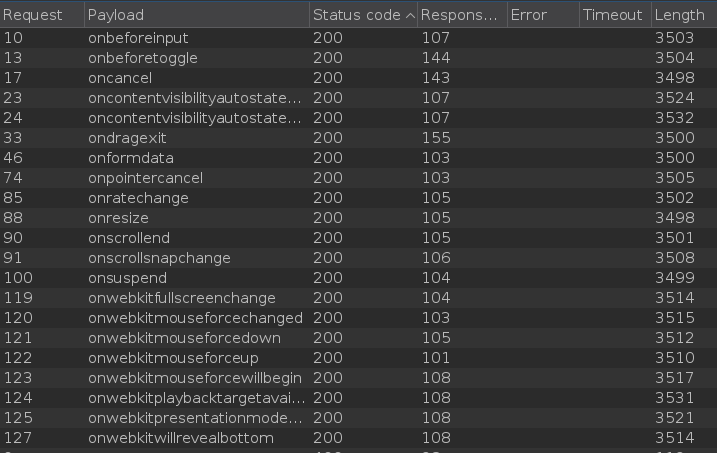 Request Payload Status code Respons... Error Timeout Length
10 onbeforeinput 200 107 3503
13 onbeforetoggle 200 144 3504
17 oncancel 200 143 3498
23 oncontentvisibilityautostate... 200 107 3524
24 oncontentvisibilityautostate... 200 107 3532
33 ondragexit 200 155 3500
46 onformdata 200 103 3500
74 onpointercancel 200 103 3505
85 onratechange 200 105 3502
88 onresize 200 105 3498
90 onscrollend 200 105 3501
91 onscrollsnapchange 200 106 3508
100 onsuspend 200 104 3499
119 onwebkitfullscreenchange 200 104 3514
120 onwebkitmouseforcechanged 200 103 3515
121 onwebkitmouseforcedown 200 105 3512
122 onwebkitmouseforceup 200 101 3510
123 onwebkitmouseforcewillbegin 200 108 3517
124 onwebkitplaybacktargetavai... 200 108 3531
125 onwebkitpresentationmode... 200 108 3521
127 onwebkitwillrevealbottom 200 108 3514